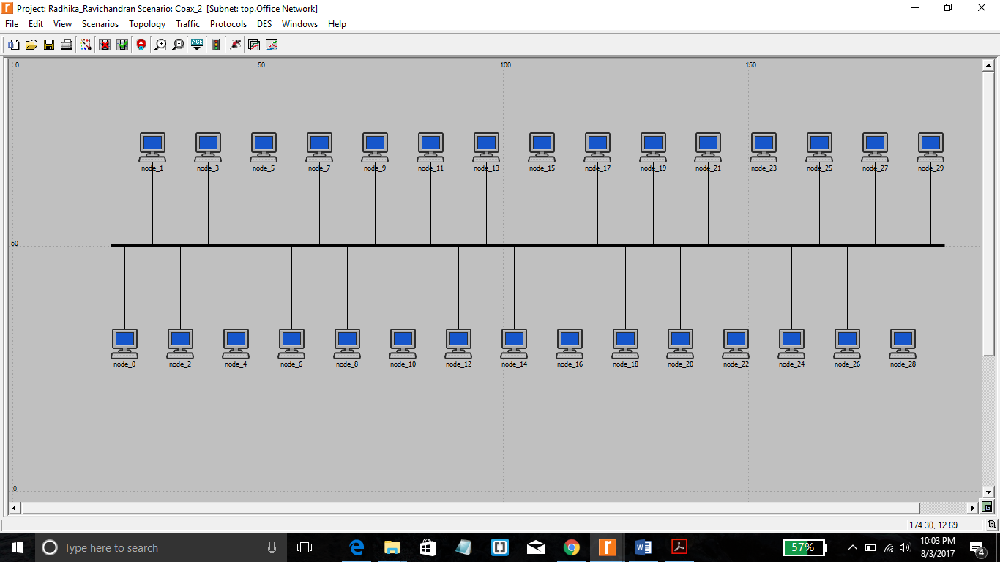 Project: Radhika_Ravichandran Scenario: Coax_2 [Subnet: top.Office Network]
File Edit View Scenarios Topology Traffic Protocols DES Windows Help
ACE
0 50 100 150
node_1 node_3 node_5 node_7 node_9 node_11 node_13 node_15 node_17 node_19 node_21 node_23 node_25 node_27 node_29
50
node_0 node_2 node_4 node_6 node_8 node_10 node_12 node_14 node_16 node_18 node_20 node_22 node_24 node_26 node_28
0
174.30, 12.69
Type here to search
57%
10:03 PM
8/3/2017
4